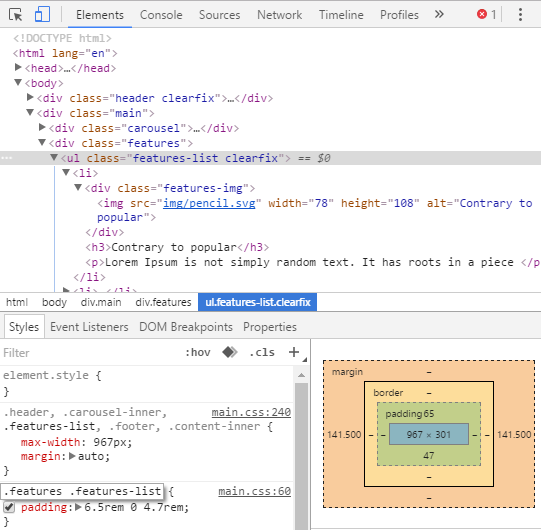 Elements Console Sources Network Timeline Profiles » 1
<!DOCTYPE html>
<html lang="en">
<head>…</head>
<body>
<div class="header clearfix">…</div>
<div class="main">
<div class="carousel">…</div>
<div class="features">
… <ul class="features-list clearfix"> == $0
<li>
<div class="features-img">
<img src="img/pencil.svg" width="78" height="108" alt="Contrary to
popular">
</div>
<h3>Contrary to popular</h3>
<p>Lorem Ipsum is not simply random text. It has roots in a piece </p
</li>
html body div.main div.features ul.features-list.clearfix
Styles Event Listeners DOM Breakpoints Properties
Filter :hov .cls +
element.style {
}
.header, .carousel-inner, main.css:240
.features-list, .footer, .content-inner {
max-width: 967px;
margin: auto;
}
.features .features-list { main.css:60
padding: 6.5rem 0 4.7rem;
}
margin –
border –
padding 65
141.500 – – 967 × 301 – – 141.500
47
–
–